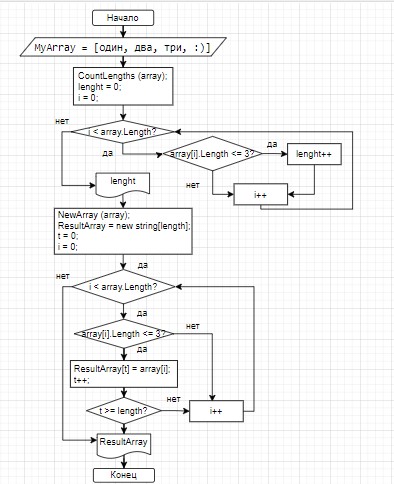 Начало
MyArray = [один, два, три, :)]
CountLengths (array);
lenght = 0;
i = 0;
нет
i < array.Length?
да
array[i].Length <= 3?
да
lenght++
нет
i++
lenght
NewArray (array);
ResultArray = new string[length];
t = 0;
i = 0;
да
нет
i < array.Length?
да
array[i].Length <= 3?
нет
да
ResultArray[t] = array[i];
t++;
t >= length?
нет
i++
ResultArray
Конец